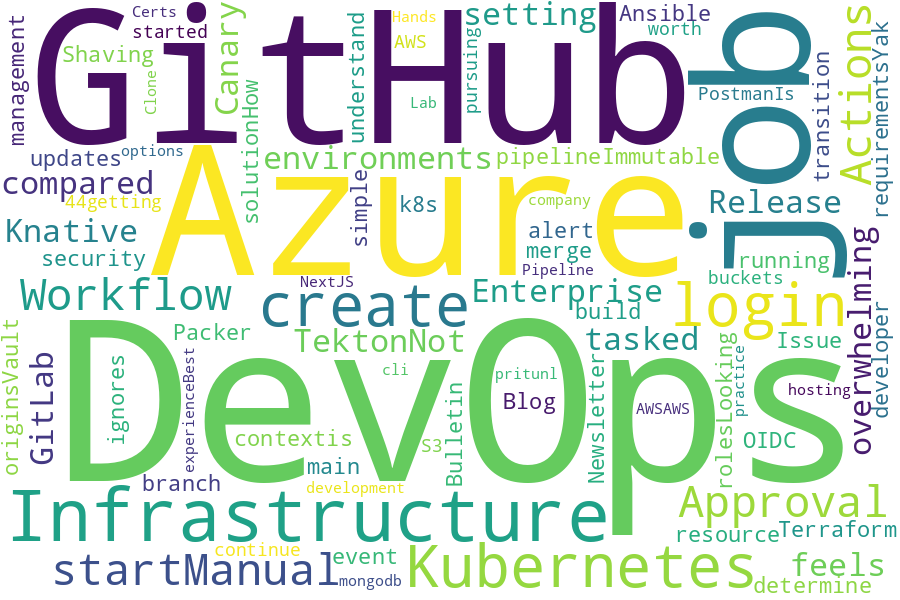 GitHub
job
Azure
DevOps
Certs
started
Shaving
Clone
management
Canary
Hands
AWS
Lab
understand
pursuing
setting
Ansible
worth
PostmanIs
transition
Actions
requirementsYak
updates
options
compared
44getting
solutionHow
environments
pipelineImmutable
simple
k8s
company
alert
merge
Pipeline
Release
Knative
security
running
buckets
overwhelming
NextJS
Workflow
create
Enterprise
build
login
developer
Packer
TektonNot
tasked
Issue
originsVault
GitLab
ignores
experienceBest
cli
pritunl
Blog
AWSAWS
Newsletter
rolesLooking
practice
hosting
contextis
S3
Bulletin
OIDC
main
branch
development
Infrastructure
Approval
resource
Terraform
continue
event
startManual
mongodb
Kubernetes
feels
determine